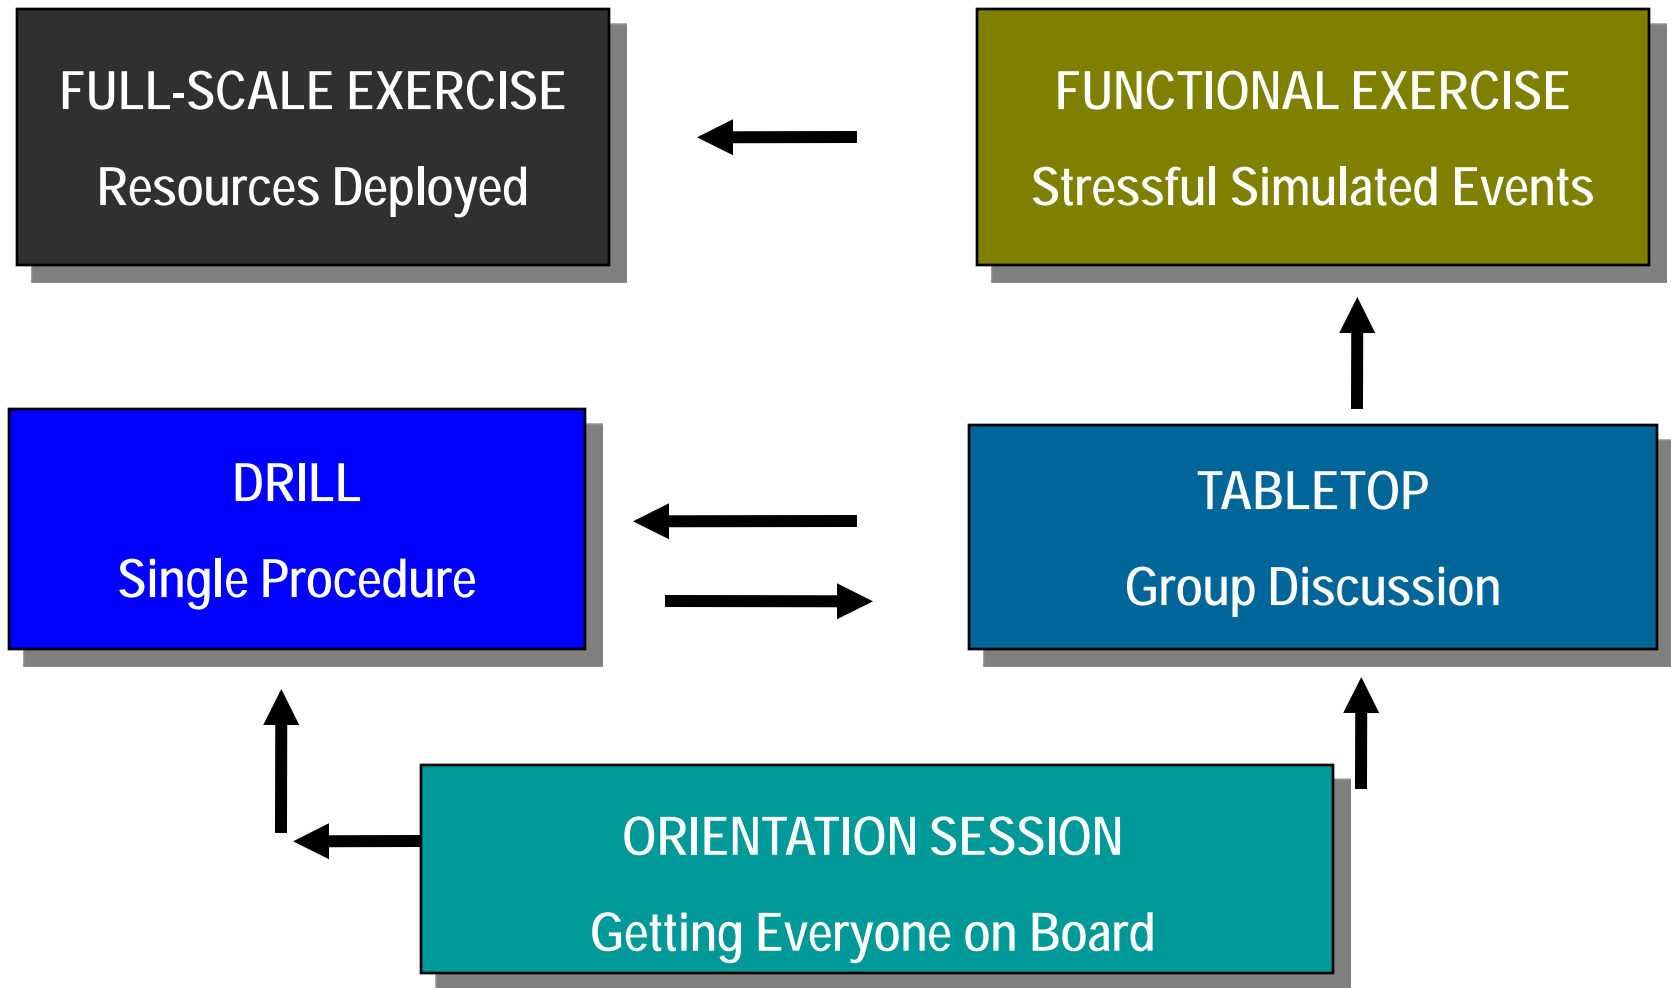 FULL-SCALE EXERCISE
Resources Deployed
FUNCTIONAL EXERCISE
Stressful Simulated Events
DRILL
Single Procedure
TABLETOP
Group Discussion
ORIENTATION SESSION
Getting Everyone on Board